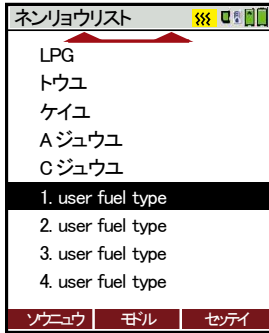 ネンリョウリスト
LPG
トウユ
ケイユ
Aジュウユ
Cジュウユ
1. user fuel type
2. user fuel type
3. user fuel type
4. user fuel type
ソウニュウ モドル セッテイ